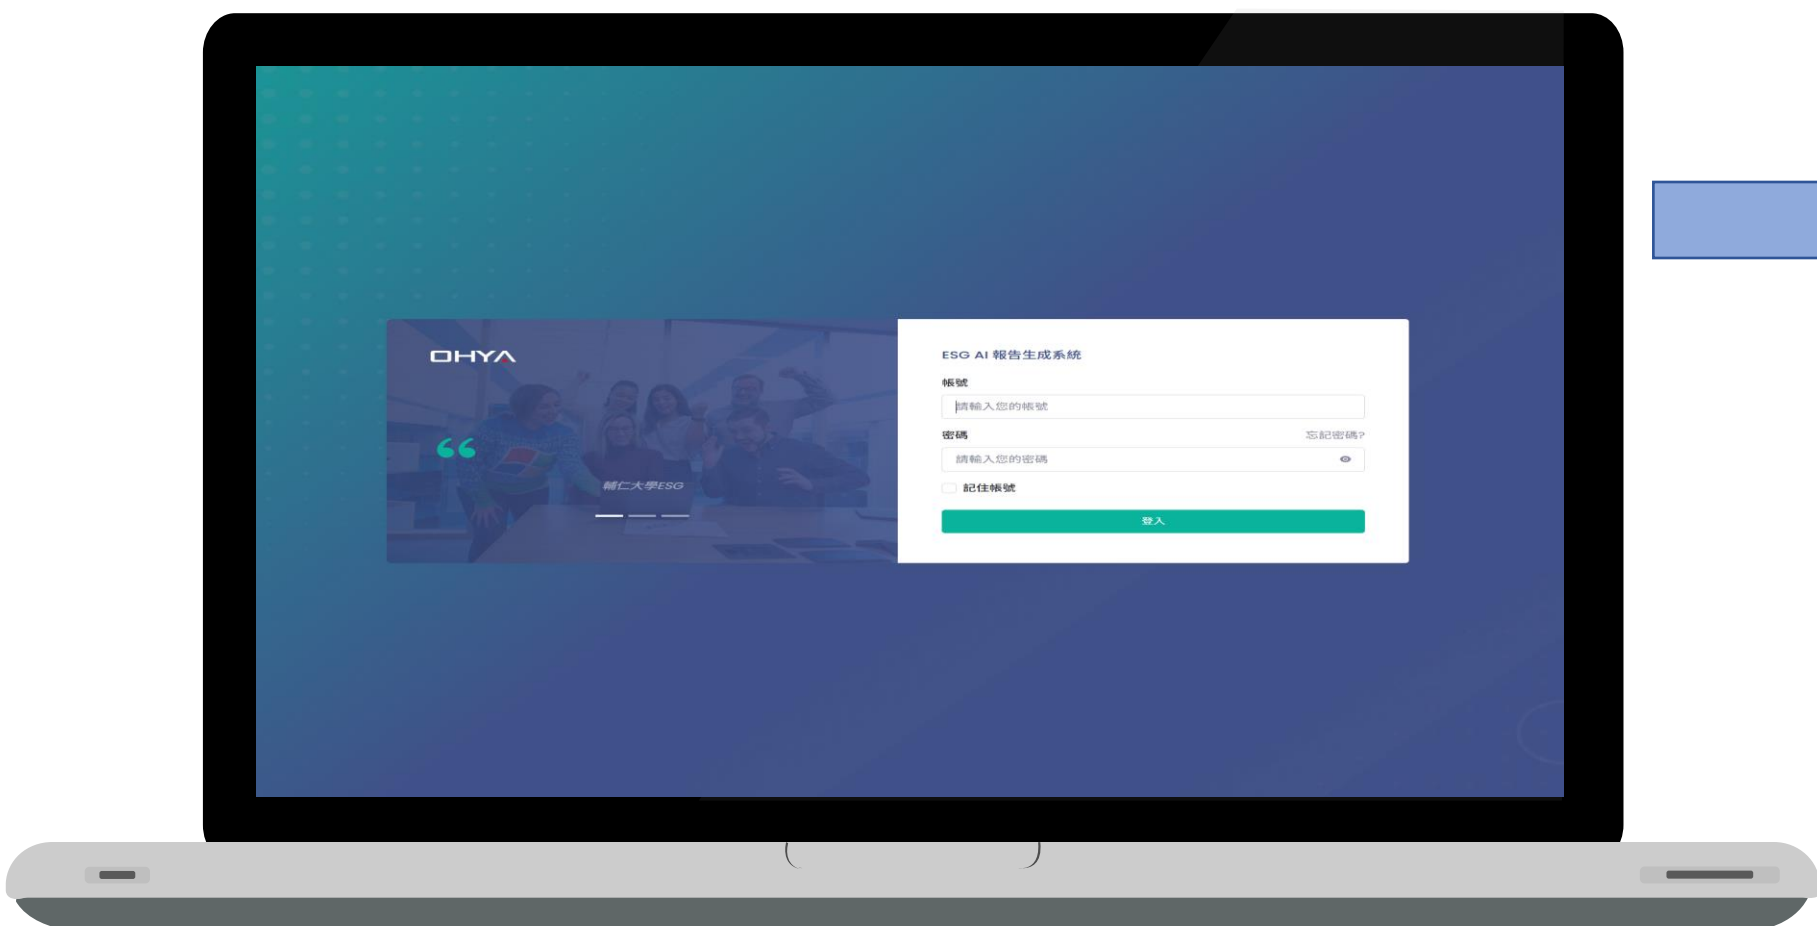 OHYA
輔仁大學ESG
ESG AI 報告生成系統
帳號
請輸入您的帳號
密碼 忘記密碼?
請輸入您的密碼
記住帳號
登入